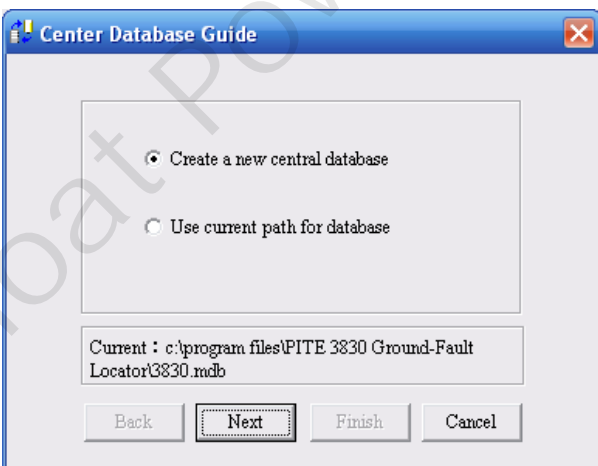 Center Database Guide
Create a new central database
Use current path for database
Current：c:\program files\PITE 3830 Ground-Fault
Locator\3830.mdb
Back Next Finish Cancel